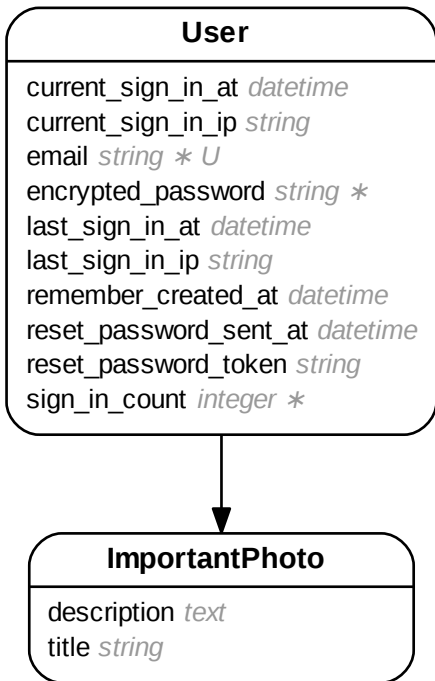 User
current_sign_in_at datetime
current_sign_in_ip string
email string ∗ U
encrypted_password string ∗
last_sign_in_at datetime
last_sign_in_ip string
remember_created_at datetime
reset_password_sent_at datetime
reset_password_token string
sign_in_count integer ∗
ImportantPhoto
description text
title string